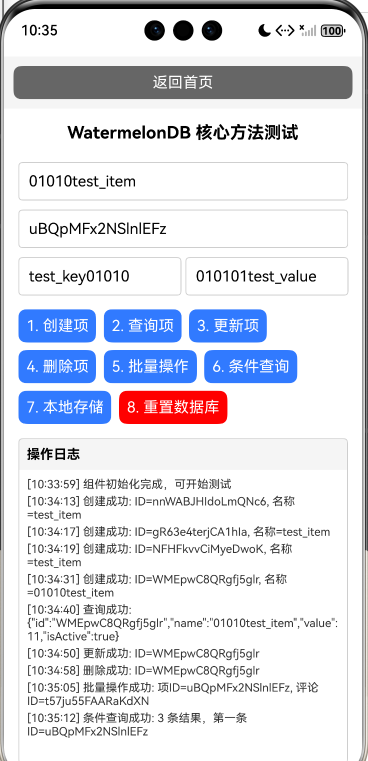 10:35
100
返回首页
WatermelonDB 核心方法测试
01010test_item
uBQpMFx2NSlnlEFz
test_key01010
010101test_value
1. 创建项
2. 查询项
3. 更新项
4. 删除项
5. 批量操作
6. 条件查询
7. 本地存储
8. 重置数据库
操作日志
[10:33:59] 组件初始化完成，可开始测试
[10:34:13] 创建成功: ID=nnWABJHIdoLmQNc6, 名称
=test_item
[10:34:17] 创建成功: ID=gR63e4terjCA1hIa, 名称=test_item
[10:34:19] 创建成功: ID=NFHFkvvCiMyeDwoK, 名称
=test_item
[10:34:31] 创建成功: ID=WMEpwC8QRgfj5glr, 名称
=01010test_item
[10:34:40] 查询成功:
{"id":"WMEpwC8QRgfj5glr","name":"01010test_item","value":
11,"isActive":true}
[10:34:50] 更新成功: ID=WMEpwC8QRgfj5glr
[10:34:58] 删除成功: ID=WMEpwC8QRgfj5glr
[10:35:05] 批量操作成功: 项ID=uBQpMFx2NSlnlEFz, 评论
ID=t57ju55FAARaKdXN
[10:35:12] 条件查询成功: 3 条结果，第一条
ID=uBQpMFx2NSlnlEFz